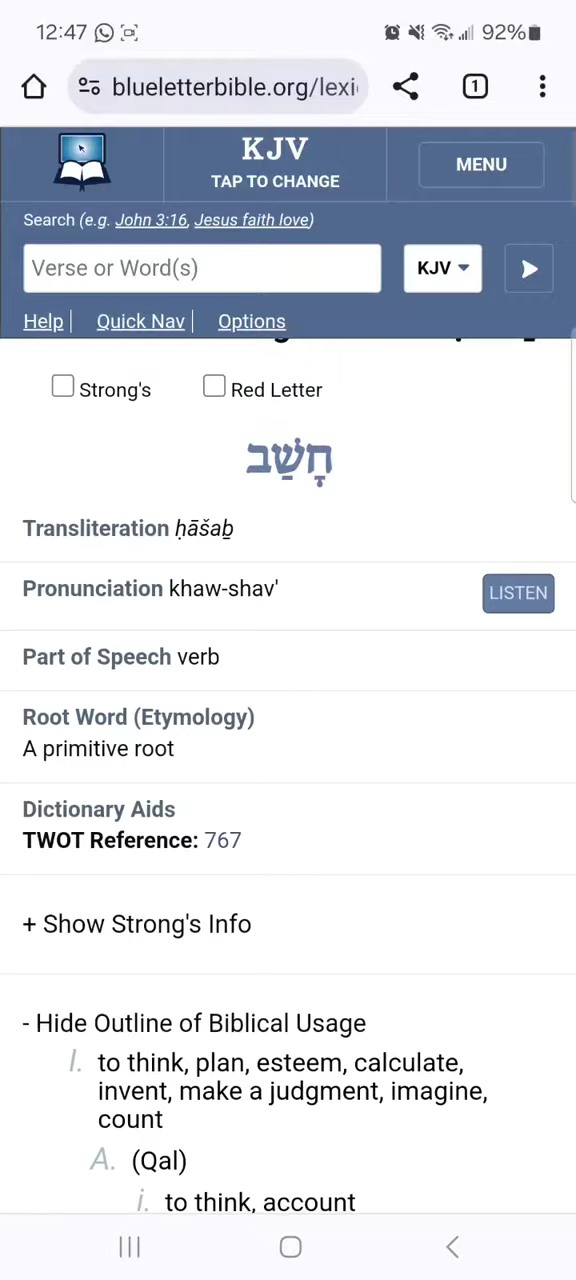 12:47 92%
blueletterbible.org/lexi
1
KJV
TAP TO CHANGE
MENU
Search (e.g. John 3:16, Jesus faith love)
Verse or Word(s)
KJV
Help| Quick Nav| Options
Strong's Red Letter
חָשַׁב
Transliteration ḥāšaḇ
Pronunciation khaw-shav'
LISTEN
Part of Speech verb
Root Word (Etymology)
A primitive root
Dictionary Aids
TWOT Reference: 767
+ Show Strong's Info
- Hide Outline of Biblical Usage
I. to think, plan, esteem, calculate,
invent, make a judgment, imagine,
count
A. (Qal)
i. to think, account